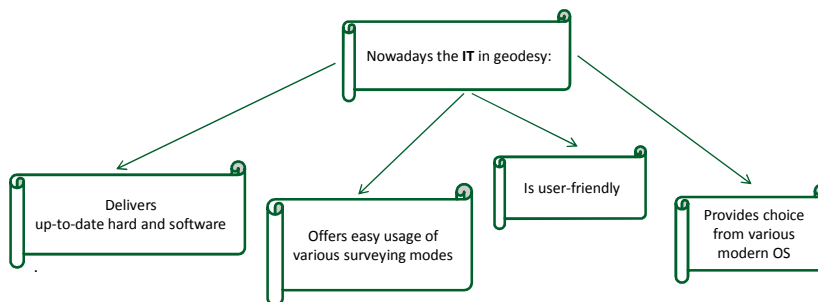 Nowadays the IT in geodesy:
Delivers
up-to-date hard and software
.
Offers easy usage of
various surveying modes
Is user-friendly
Provides choice
from various
modern OS